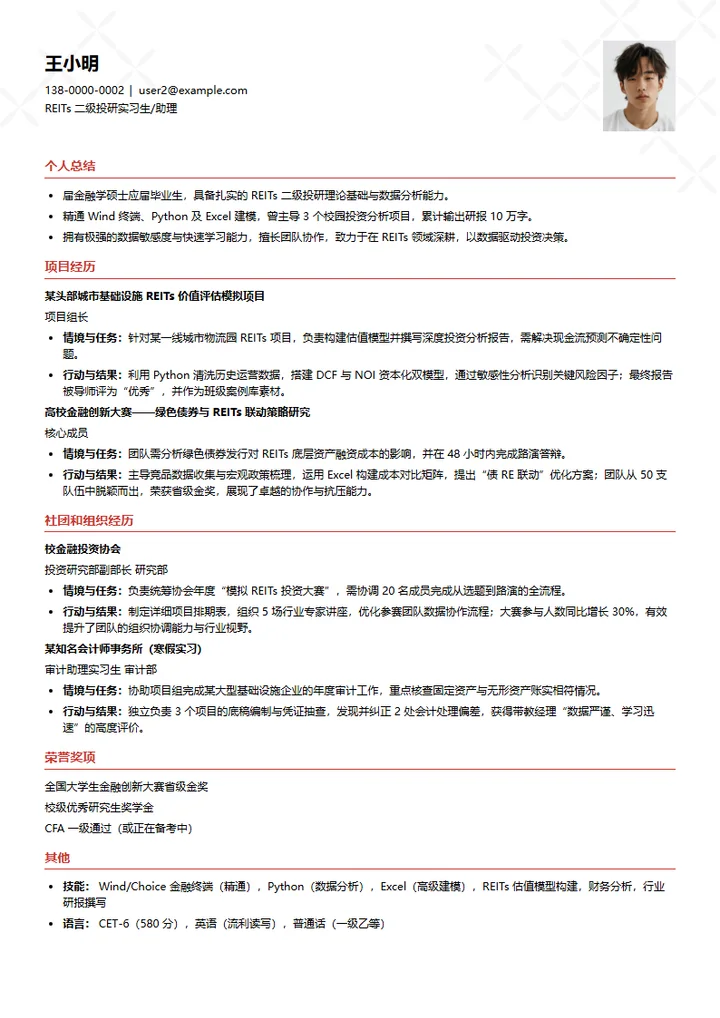 王小明
138-0000-0002 | user2@example.com
REITs 二级投研实习生/助理
个人总结
• 届金融学硕士应届毕业生，具备扎实的 REITs 二级投研理论基础与数据分析能力。
• 精通 Wind 终端、Python 及 Excel 建模，曾主导 3 个校园投资分析项目，累计输出研报 10 万字。
• 拥有极强的数据敏感度与快速学习能力，擅长团队协作，致力于在 REITs 领域深耕，以数据驱动投资决策。
项目经历
某头部城市基础设施 REITs 价值评估模拟项目
项目组长
• 情境与任务：针对某一线城市物流园 REITs 项目，负责构建估值模型并撰写深度投资分析报告，需解决现金流预测不确定性问
题。
• 行动与结果：利用 Python 清洗历史运营数据，搭建 DCF 与 NOI 资本化双模型，通过敏感性分析识别关键风险因子；最终报告
被导师评为“优秀”，并作为班级案例库素材。
高校金融创新大赛——绿色债券与 REITs 联动策略研究
核心成员
• 情境与任务：团队需分析绿色债券发行对 REITs 底层资产融资成本的影响，并在 48 小时内完成路演答辩。
• 行动与结果：主导竞品数据收集与宏观政策梳理，运用 Excel 构建成本对比矩阵，提出“债 RE 联动”优化方案；团队从 50 支
队伍中脱颖而出，荣获省级金奖，展现了卓越的协作与抗压能力。
社团和组织经历
校金融投资协会
投资研究部副部长 研究部
• 情境与任务：负责统筹协会年度“模拟 REITs 投资大赛”，需协调 20 名成员完成从选题到路演的全流程。
• 行动与结果：制定详细项目排期表，组织 5 场行业专家讲座，优化参赛团队数据协作流程；大赛参与人数同比增长 30%，有效
提升了团队的组织协调能力与行业视野。
某知名会计师事务所（寒假实习）
审计助理实习生 审计部
• 情境与任务：协助项目组完成某大型基础设施企业的年度审计工作，重点核查固定资产与无形资产账实相符情况。
• 行动与结果：独立负责 3 个项目的底稿编制与凭证抽查，发现并纠正 2 处会计处理偏差，获得带教经理“数据严谨、学习迅
速”的高度评价。
荣誉奖项
全国大学生金融创新大赛省级金奖
校级优秀研究生奖学金
CFA 一级通过（或正在备考中）
其他
• 技能： Wind/Choice 金融终端（精通），Python（数据分析），Excel（高级建模），REITs 估值模型构建，财务分析，行业
研报撰写
• 语言： CET-6（580 分），英语（流利读写），普通话（一级乙等）